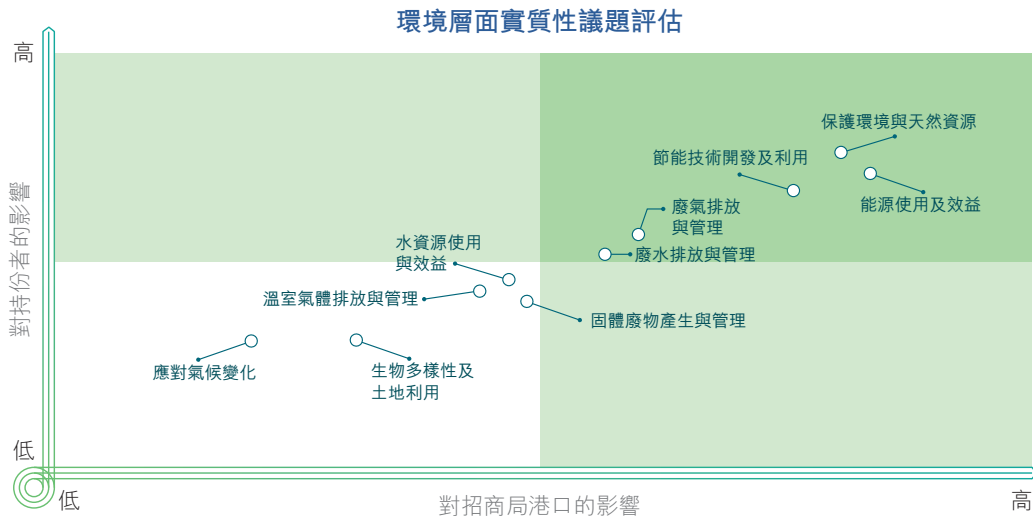 環境層面實質性議題評估
高
保護環境與天然資源
節能技術開發及利用
能源使用及效益
廢氣排放
與管理
廢水排放與管理
水資源使用
與效益
溫室氣體排放與管理
固體廢物產生與管理
應對氣候變化
生物多樣性及
土地利用
對持份者的影響
低
低
對招商局港口的影響
高